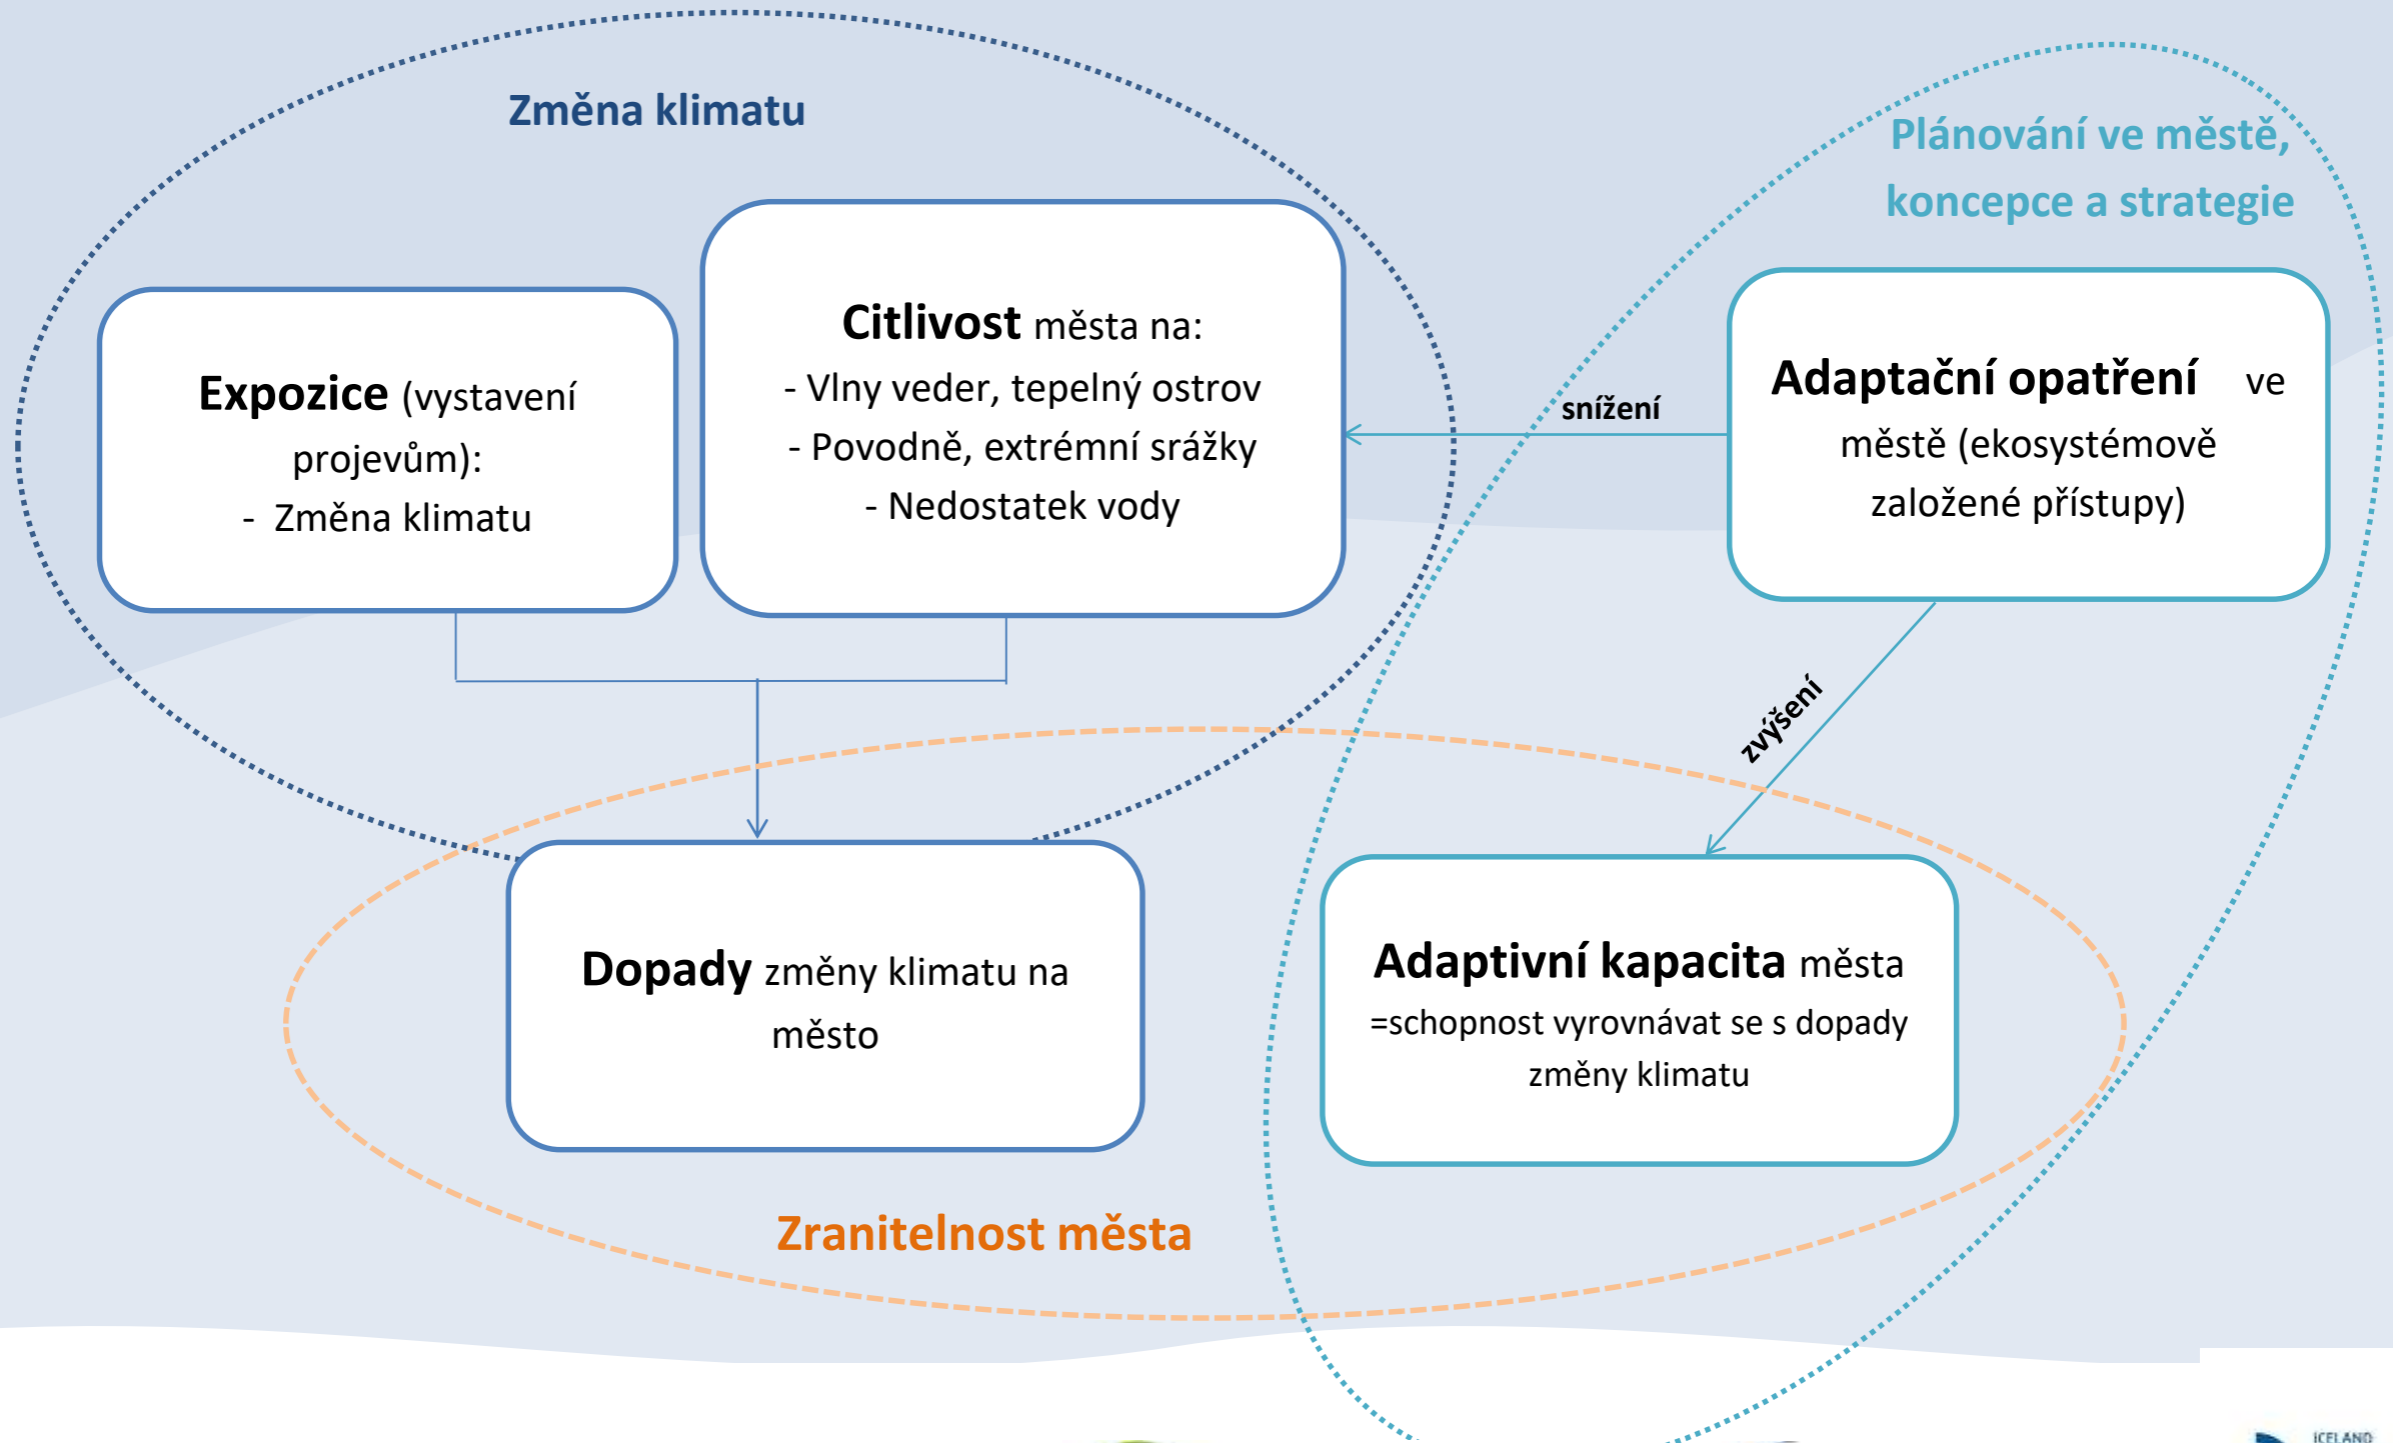 Změna klimatu
Plánování ve městě,
koncepce a strategie
Expozice (vystavení
projevům):
- Změna klimatu
Citlivost města na:
- Vlny veder, tepelný ostrov
- Povodně, extrémní srážky
- Nedostatek vody
snížení
Adaptační opatření ve
městě (ekosystémově
založené přístupy)
zvýšení
Dopady změny klimatu na
město
Adaptivní kapacita města
=schopnost vyrovnávat se s dopady
změny klimatu
Zranitelnost města
ICELAND